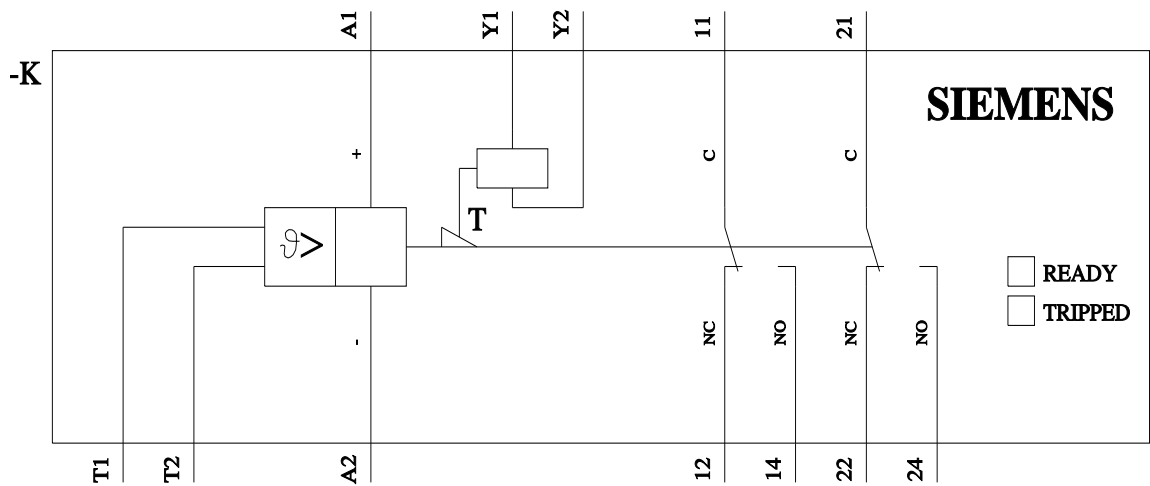 A1
Y1
Y2
11
21
-K
SIEMENS
+
C
C
T
ϑ>
READY
TRIPPED
-
NC
NO
NC
NO
T1
T2
A2
12
14
22
24